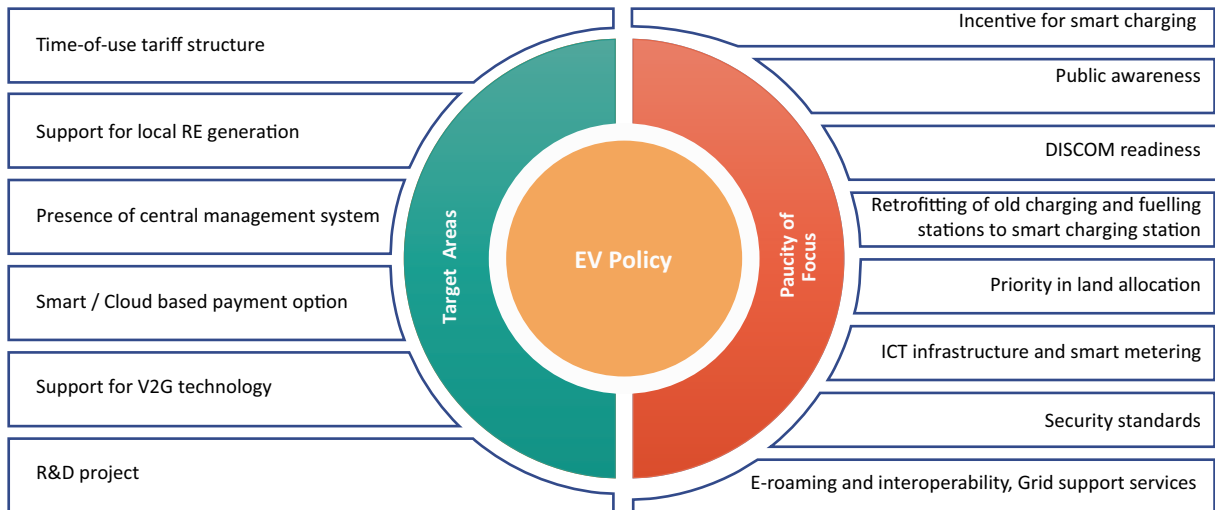 Time-of-use tariff structure
Support for local RE generation
Presence of central management system
Smart / Cloud based payment option
Support for V2G technology
R&D project
Target Areas
EV Policy
Paucity of
Focus
Incentive for smart charging
Public awareness
DISCOM readiness
Retrofitting of old charging and fuelling
stations to smart charging station
Priority in land allocation
ICT infrastructure and smart metering
Security standards
E-roaming and interoperability, Grid support services